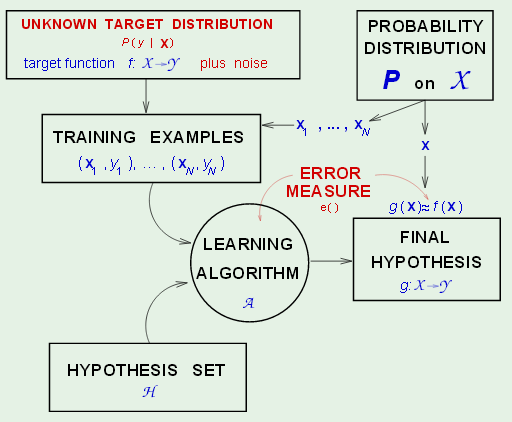 UNKNOWN TARGET DISTRIBUTION
P(y | x)
target function f: X→Y plus noise
PROBABILITY
DISTRIBUTION
P on X
TRAINING EXAMPLES
(x1, y1), ... , (xN, yN)
x1 , ... , xN
x
ERROR
MEASURE
e( )
g(x)≈f(x)
LEARNING
ALGORITHM
A
FINAL
HYPOTHESIS
g: X→Y
HYPOTHESIS SET
H